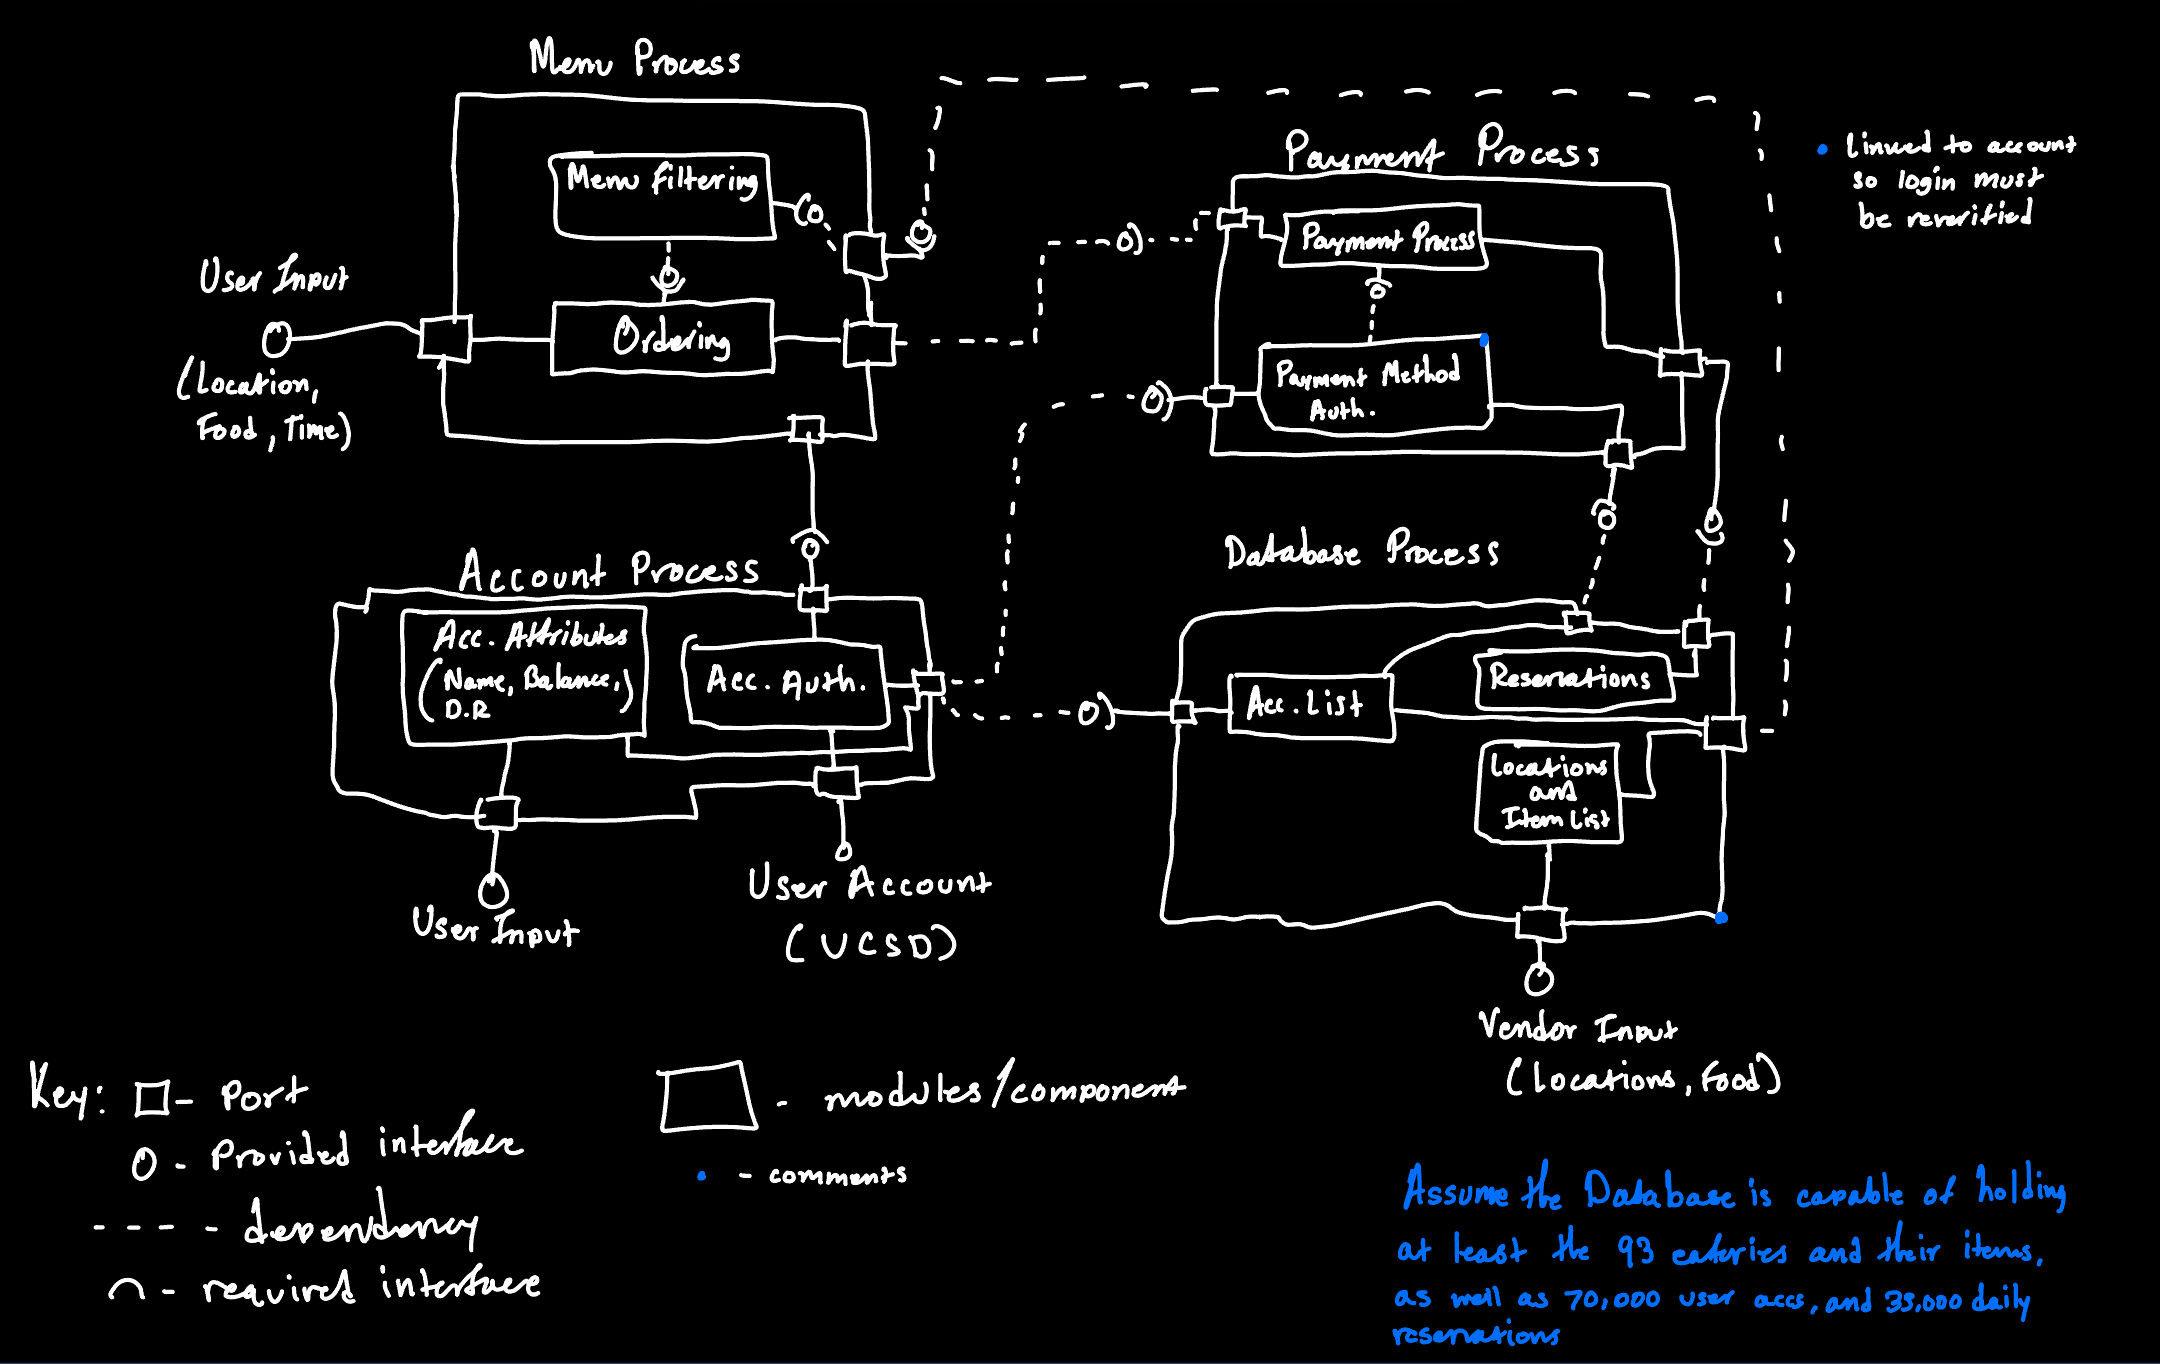 Menu Process
Menu filtering
Ordering
User Input
(Location,
Food, Time)
Payment Process
Payment Process
Payment Method
Auth.
• Linked to account
so login must
be reverified
Account Process
Acc. Attributes
(Name, Balance,)
D.R
Acc. Auth.
User Input
User Account
(UCSD)
Database Process
Acc. List
Reservations
Locations
and
Item List
Vendor Input
(Locations, Food)
Key: □ - Port
O - Provided interface
---- - dependency
⌒ - required interface
- modules/component
• - comments
Assume the Database is capable of holding
at least the 93 eateries and their items,
as well as 70,000 user accs, and 35,000 daily
reservations